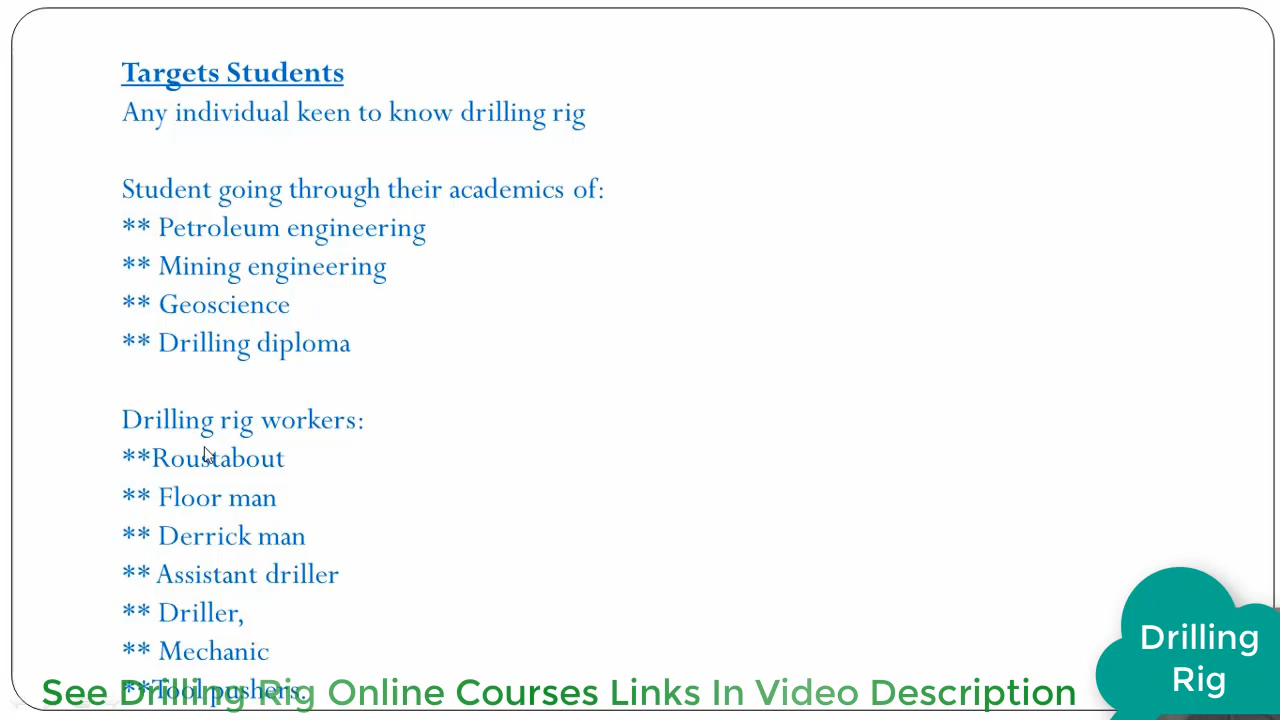 Targets Students
Any individual keen to know drilling rig
Student going through their academics of:
** Petroleum engineering
** Mining engineering
** Geoscience
** Drilling diploma
Drilling rig workers:
**Roustabout
** Floor man
** Derrick man
** Assistant driller
** Driller,
** Mechanic
**Tool pushers.
See Drilling Rig Online Courses Links In Video Description
Drilling
Rig